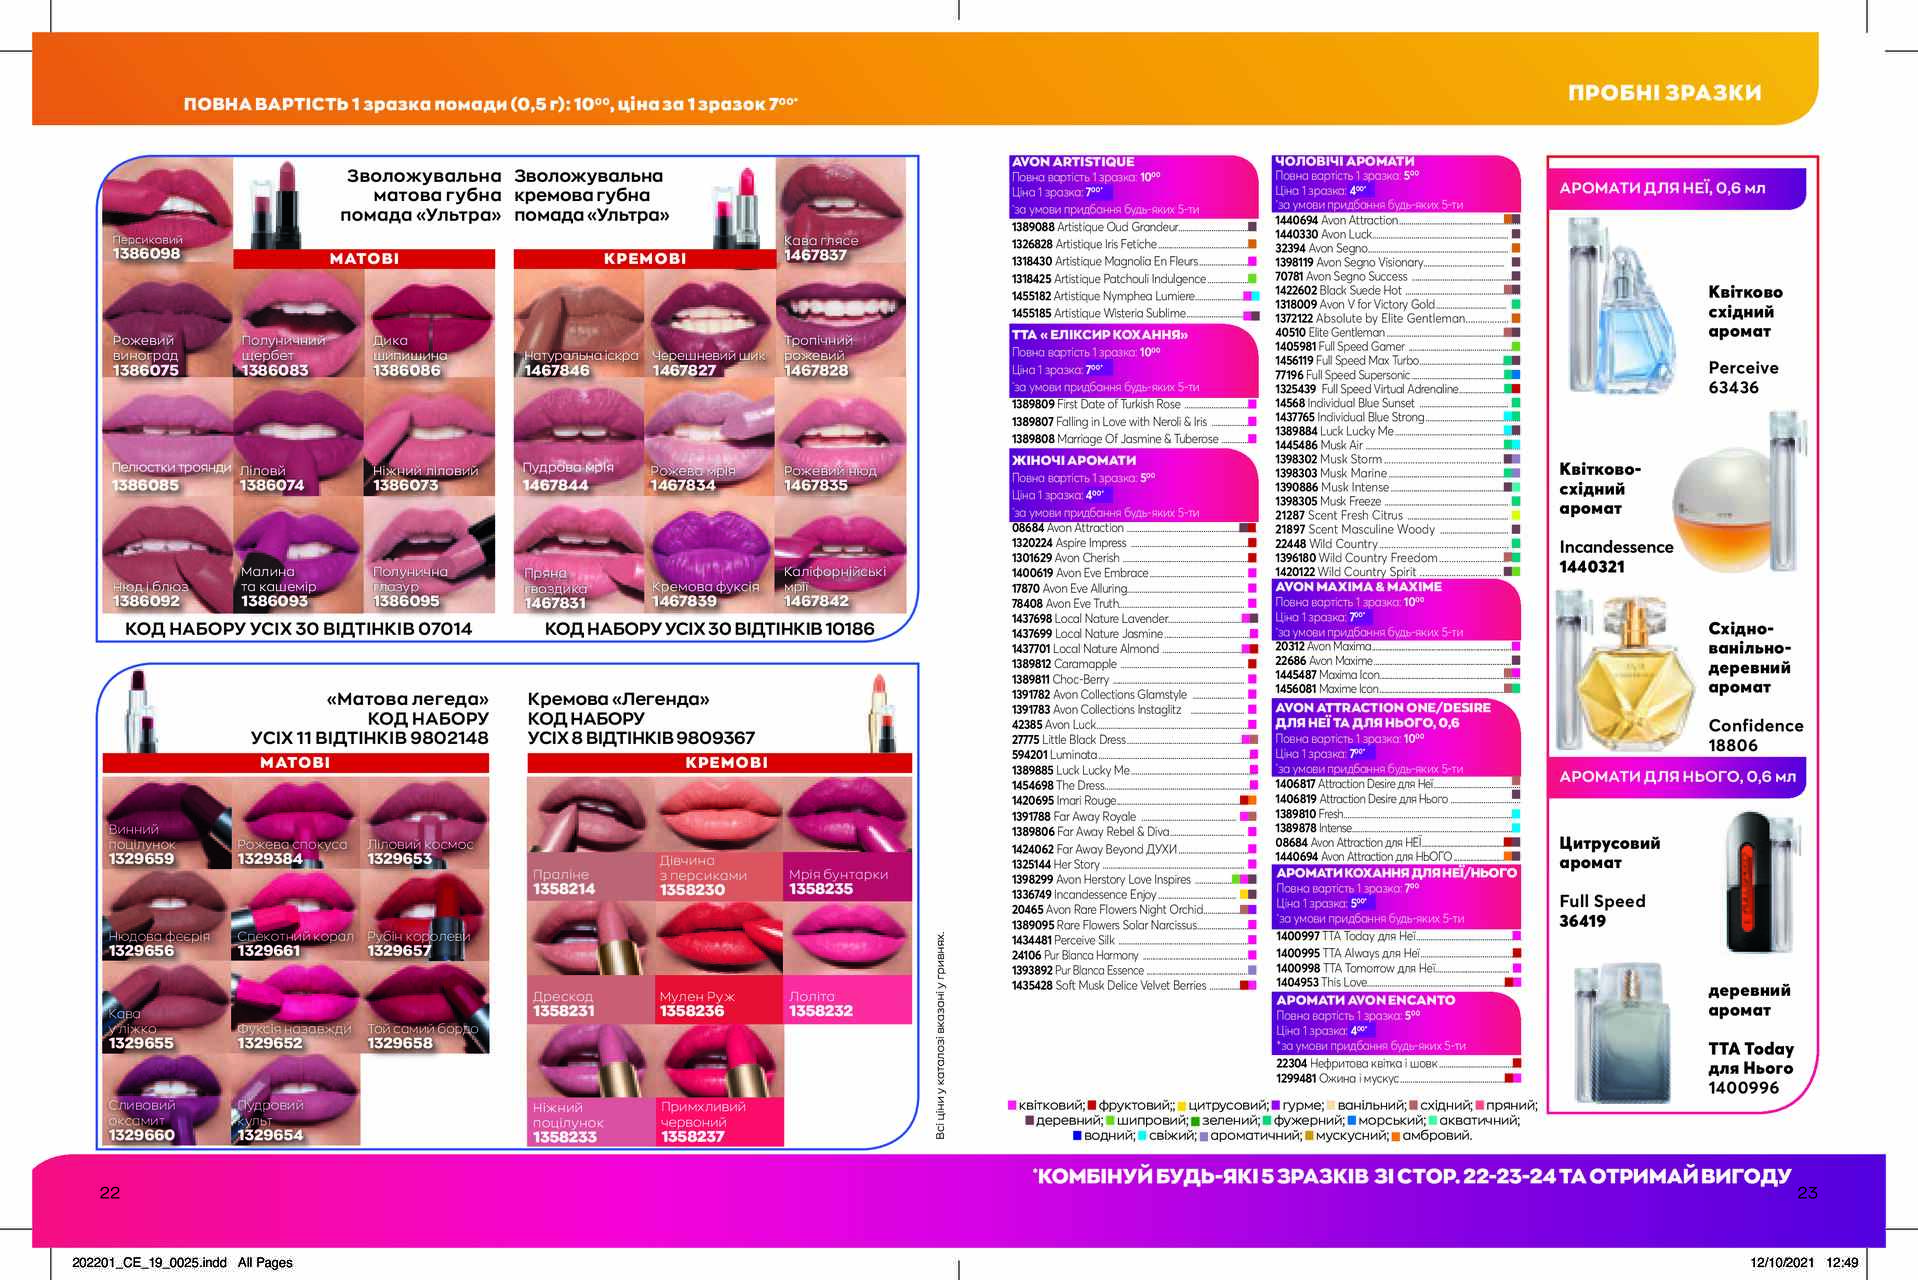 ПОВНА ВАРТІСТЬ 1 зразка помади (0,5 г): 10⁰⁰, ціна за 1 зразок 7⁰⁰*
ПРОБНІ ЗРАЗКИ
Зволожувальна
матова губна
помада «Ультра»
Зволожувальна
кремова губна
помада «Ультра»
МАТОВІ
КРЕМОВІ
Персиковий
1386098
Рожевий
виноград
1386075
Полуничний
щербет
1386083
Дика
шипшина
1386086
Пелюстки троянди
1386085
Ліловй
1386074
Ніжний ліловий
1386073
Нюд і блюз
1386092
Малина
та кашемір
1386093
Полунична
глазур
1386095
Кава глясе
1467837
Натуральна іскра
1467846
Черешневий шик
1467827
Тропічний
рожевий
1467828
Пудрова мрія
1467844
Рожева мрія
1467834
Рожевий нюд
1467835
Пряна
гвоздика
1467831
Кремова фуксія
1467839
Каліфорнійські
мрії
1467842
КОД НАБОРУ УСІХ 30 ВІДТІНКІВ 07014
КОД НАБОРУ УСІХ 30 ВІДТІНКІВ 10186
«Матова легеда»
КОД НАБОРУ
УСІХ 11 ВІДТІНКІВ 9802148
МАТОВІ
Винний
поцілунок
1329659
Рожева спокуса
1329384
Ліловий космос
1329653
Нюдова феєрія
1329656
Спекотний корал
1329661
Рубін королеви
1329657
Кава
у ліжко
1329655
Фуксія назавжди
1329652
Той самий бордо
1329658
Сливовий
оксамит
1329660
Пудровий
культ
1329654
Кремова «Легенда»
КОД НАБОРУ
УСІХ 8 ВІДТІНКІВ 9809367
КРЕМОВІ
Праліне
1358214
Дівчина
з персиками
1358230
Мрія бунтарки
1358235
Дрескод
1358231
Мулен Руж
1358236
Лоліта
1358232
Ніжний
поцілунок
1358233
Примхливий
червоний
1358237
Всі ціни у каталозі вказані у гривнях.
AVON ARTISTIQUE
Повна вартість 1 зразка: 10⁰⁰
Ціна 1 зразка: 7⁰⁰*
*за умови придбання будь-яких 5-ти
1389088 Artistique Oud Grandeur
1326828 Artistique Iris Fetiche
1318430 Artistique Magnolia En Fleurs
1318425 Artistique Patchouli Indulgence
1455182 Artistique Nymphea Lumiere
1455185 Artistique Wisteria Sublime
ТТА « ЕЛІКСИР КОХАННЯ»
Повна вартість 1 зразка: 10⁰⁰
Ціна 1 зразка: 7⁰⁰*
*за умови придбання будь-яких 5-ти
1389809 First Date of Turkish Rose
1389807 Falling in Love with Neroli & Iris
1389808 Marriage Of Jasmine & Tuberose
ЖІНОЧІ АРОМАТИ
Повна вартість 1 зразка: 5⁰⁰
Ціна 1 зразка: 4⁰⁰*
*за умови придбання будь-яких 5-ти
08684 Avon Attraction
1320224 Aspire Impress
1301629 Avon Cherish
1400619 Avon Eve Embrace
17870 Avon Eve Alluring
78408 Avon Eve Truth
1437698 Local Nature Lavender
1437699 Local Nature Jasmine
1437701 Local Nature Almond
1389812 Caramapple
1389811 Choc-Berry
1391782 Avon Collections Glamstyle
1391783 Avon Collections Instaglitz
42385 Avon Luck
27775 Little Black Dress
594201 Luminata
1389885 Luck Lucky Me
1454698 The Dress
1420695 Imari Rouge
1391788 Far Away Royale
1389806 Far Away Rebel & Diva
1424062 Far Away Beyond ДУХИ
1325144 Her Story
1398299 Avon Herstory Love Inspires
1336749 Incandessence Enjoy
20465 Avon Rare Flowers Night Orchid
1389095 Rare Flowers Solar Narcissus
1434481 Perceive Silk
24106 Pur Blanca Harmony
1393892 Pur Blanca Essence
1435428 Soft Musk Delice Velvet Berries
ЧОЛОВІЧІ АРОМАТИ
Повна вартість 1 зразка: 5⁰⁰
Ціна 1 зразка: 4⁰⁰*
*за умови придбання будь-яких 5-ти
1440694 Avon Attraction
1440330 Avon Luck
32394 Avon Segno
1398119 Avon Segno Visionary
70781 Avon Segno Success
1422602 Black Suede Hot
1318009 Avon V for Victory Gold
1372122 Absolute by Elite Gentleman
40510 Elite Gentleman
1405981 Full Speed Gamer
1456119 Full Speed Max Turbo
77196 Full Speed Supersonic
1325439 Full Speed Virtual Adrenaline
14568 Individual Blue Sunset
1437765 Individual Blue Strong
1389884 Luck Lucky Me
1445486 Musk Air
1398302 Musk Storm
1398303 Musk Marine
1390886 Musk Intense
1398305 Musk Freeze
21287 Scent Fresh Citrus
21897 Scent Masculine Woody
22448 Wild Country
1396180 Wild Country Freedom
1420122 Wild Country Spirit
AVON MAXIMA & MAXIME
Повна вартість 1 зразка: 10⁰⁰
Ціна 1 зразка: 7⁰⁰*
*за умови придбання будь-яких 5-ти
20312 Avon Maxima
22686 Avon Maxime
1445487 Maxima Icon
1456081 Maxime Icon
AVON ATTRACTION ONE/DESIRE
ДЛЯ НЕЇ ТА ДЛЯ НЬОГО, 0,6
Повна вартість 1 зразка: 10⁰⁰
Ціна 1 зразка: 7⁰⁰*
*за умови придбання будь-яких 5-ти
1406817 Attraction Desire для Неї
1406819 Attraction Desire для Нього
1389810 Fresh
1389878 Intense
08684 Avon Attraction для НЕЇ
1440694 Avon Attraction для НЬОГО
АРОМАТИ КОХАННЯ ДЛЯ НЕЇ/НЬОГО
Повна вартість 1 зразка: 7⁰⁰
Ціна 1 зразка: 5⁰⁰*
*за умови придбання будь-яких 5-ти
1400997 TTA Today для Неї
1400995 TTA Always для Неї
1400998 TTA Tomorrow для Неї
1404953 This Love
АРОМАТИ AVON ENCANTO
Повна вартість 1 зразка: 5⁰⁰
Ціна 1 зразка: 4⁰⁰*
*за умови придбання будь-яких 5-ти
22304 Нефритова квітка і шовк
1299481 Ожина і мускус
квітковий; фруктовий;; цитрусовий; гурме; ванільний; східний; пряний;
деревний; шипровий; зелений; фужерний; морський; акватичний;
водний; свіжий; ароматичний; мускусний; амбровий.
АРОМАТИ ДЛЯ НЕЇ, 0,6 мл
Квітково
східний
аромат
Perceive
63436
Квітково-
східний
аромат
Incandessence
1440321
Східно-
ванільно-
деревний
аромат
Confidence
18806
АРОМАТИ ДЛЯ НЬОГО, 0,6 мл
Цитрусовий
аромат
Full Speed
36419
деревний
аромат
TTA Today
для Нього
1400996
*КОМБІНУЙ БУДЬ-ЯКІ 5 ЗРАЗКІВ ЗІ СТОР. 22-23-24 ТА ОТРИМАЙ ВИГОДУ
22
23
202201_CE_19_0025.indd All Pages
12/10/2021 12:49